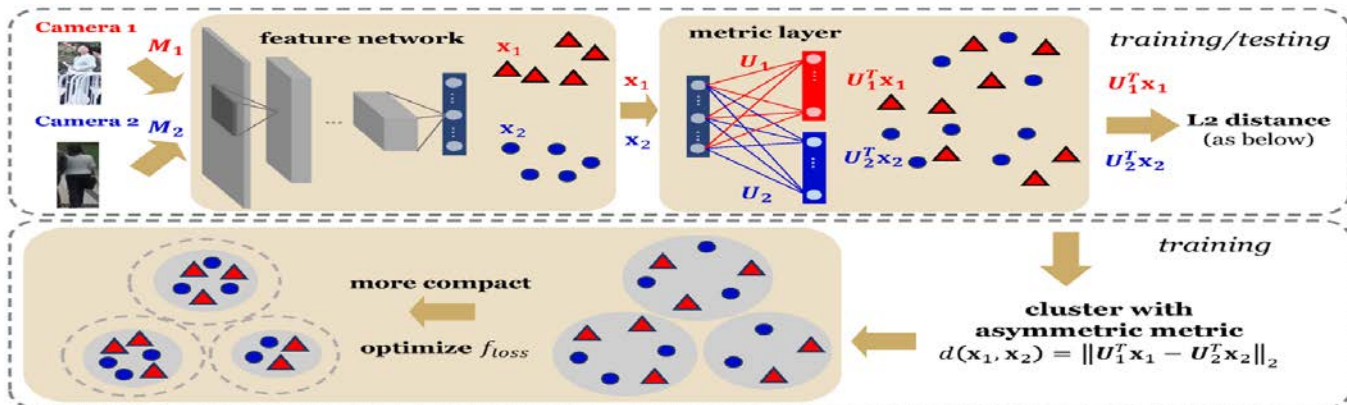 Camera 1
M₁
feature network
x₁
x₂
x₁
x₂
Camera 2
M₂
...
metric layer
U₁
U₂
U₁ᵀx₁
U₂ᵀx₂
training/testing
U₁ᵀx₁
L2 distance
(as below)
U₂ᵀx₂
training
cluster with
asymmetric metric
d(x₁, x₂) = ‖U₁ᵀx₁ − U₂ᵀx₂‖₂
more compact
optimize f_loss